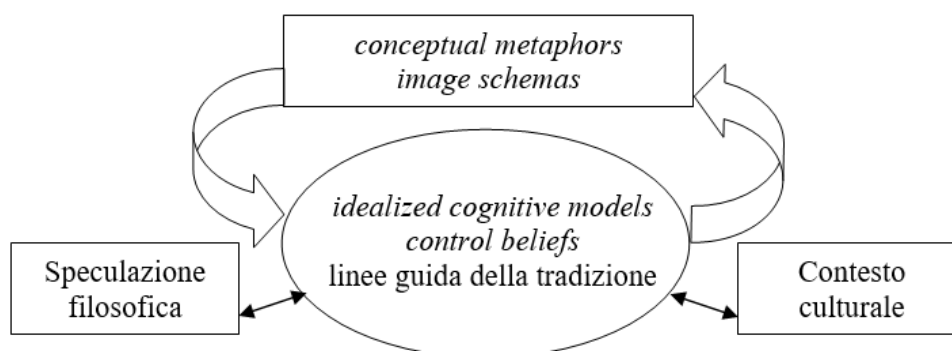 conceptual metaphors
image schemas
idealized cognitive models
control beliefs
linee guida della tradizione
Speculazione
filosofica
Contesto
culturale